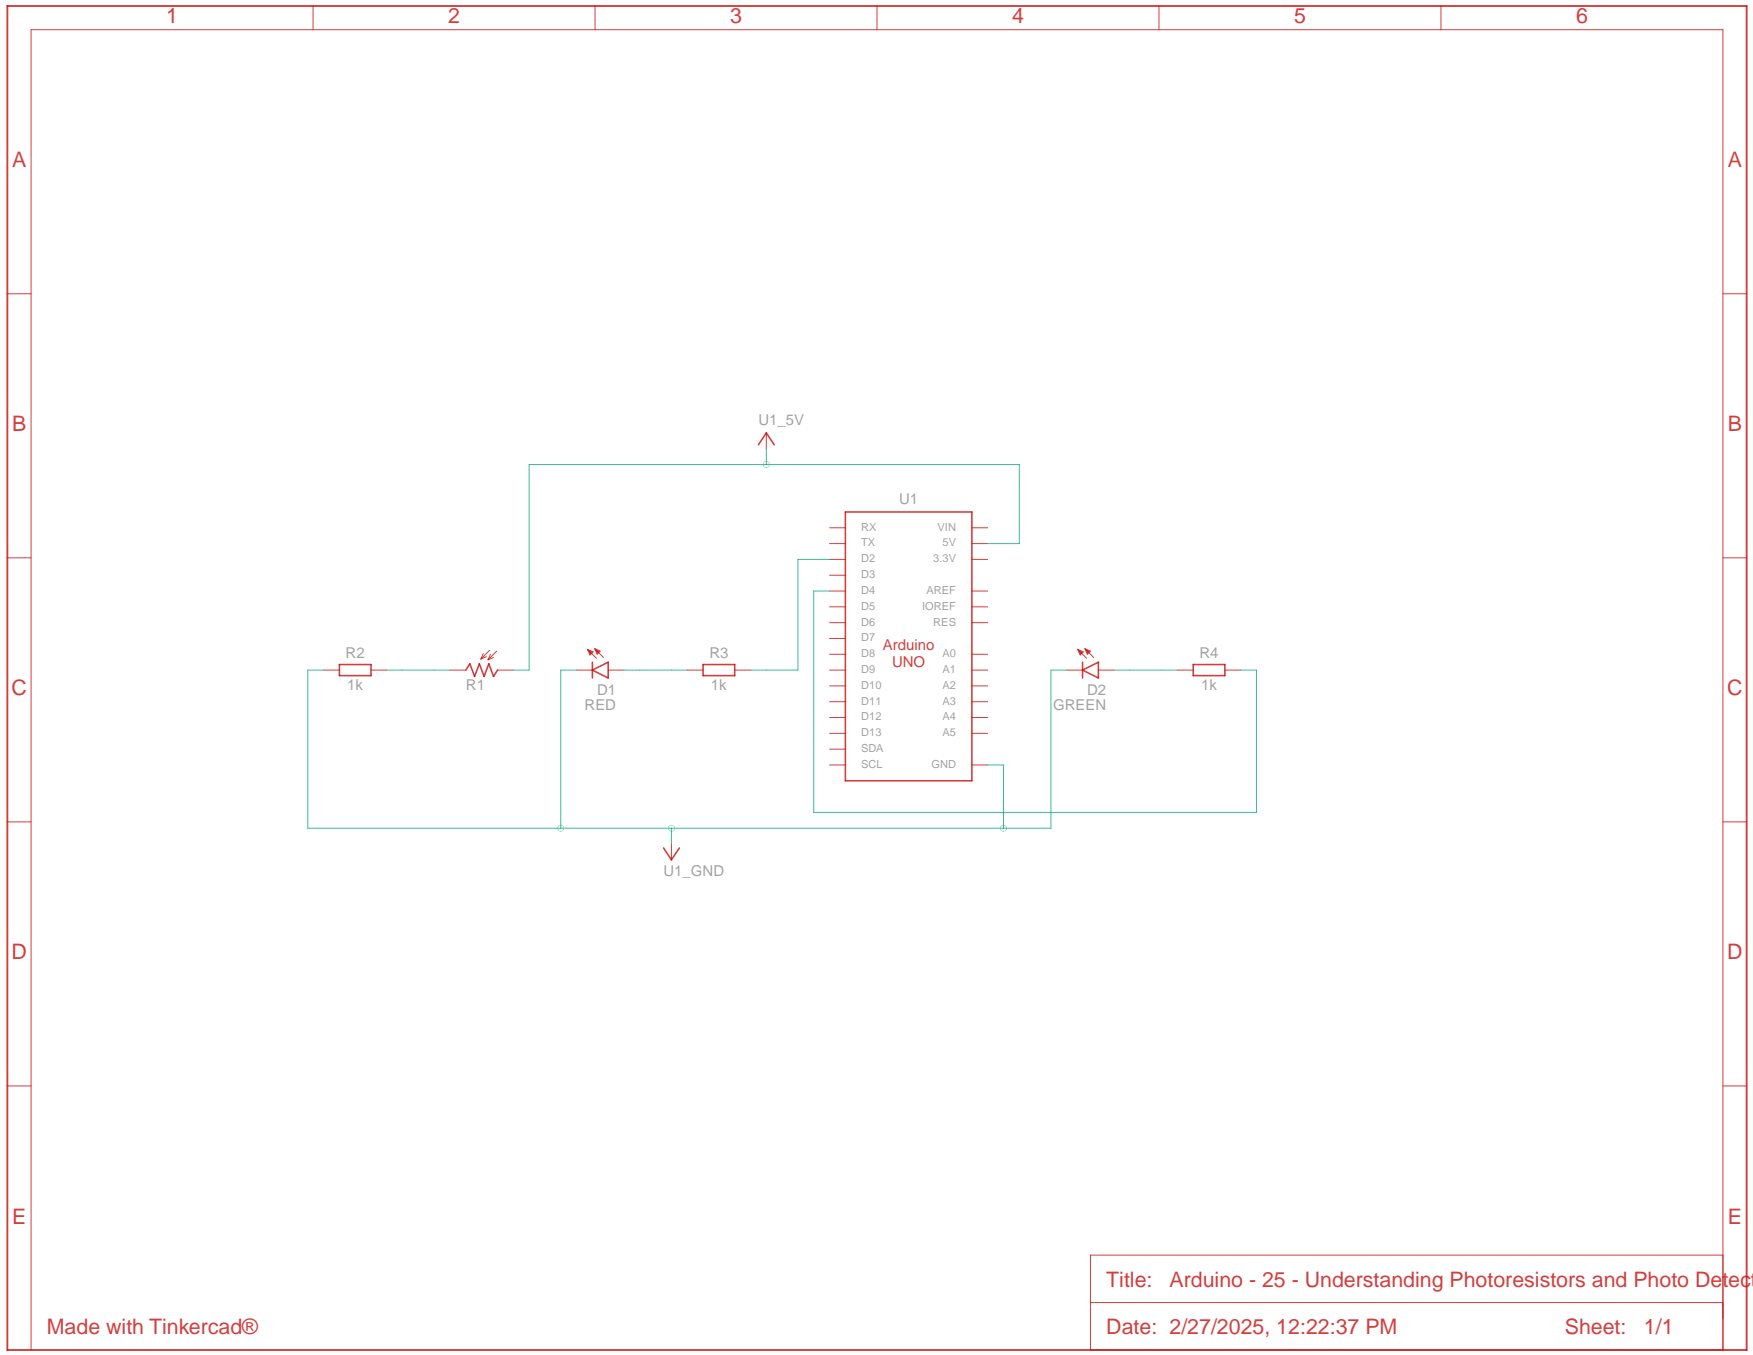 1 2 3 4 5 6
A A
B B
C C
D D
E E
U1_5V
U1
RX VIN
TX 5V
D2 3.3V
D3
D4 AREF
D5 IOREF
D6 RES
D7
Arduino
UNO
D8 A0
D9 A1
D10 A2
D11 A3
D12 A4
D13 A5
SDA
SCL GND
R2
1k
R1
D1
RED
R3
1k
D2
GREEN
R4
1k
U1_GND
Title: Arduino - 25 - Understanding Photoresistors and Photo Detect
Date: 2/27/2025, 12:22:37 PM Sheet: 1/1
Made with Tinkercad®